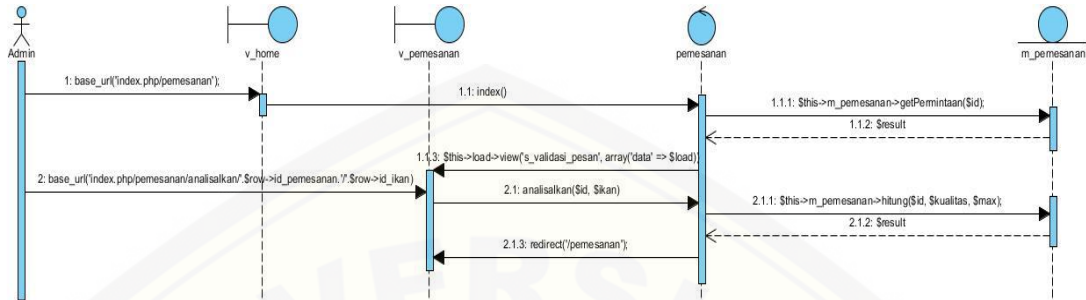 Admin
v_home
v_pemesanan
pemesanan
m_pemesanan
1: base_url('index.php/pemesanan');
1.1: index()
1.1.1: $this->m_pemesanan->getPermintaan($id);
1.1.2: $result
1.1.3: $this->load->view('s_validasi_pesan', array('data' => $load))
2: base_url('index.php/pemesanan/analisalkan/'.$row->id_pemesanan.'/'.$row->id_ikan)
2.1: analisalkan($id, $ikan)
2.1.1: $this->m_pemesanan->hitung($id, $kualitas, $max);
2.1.2: $result
2.1.3: redirect('/pemesanan');
VERS